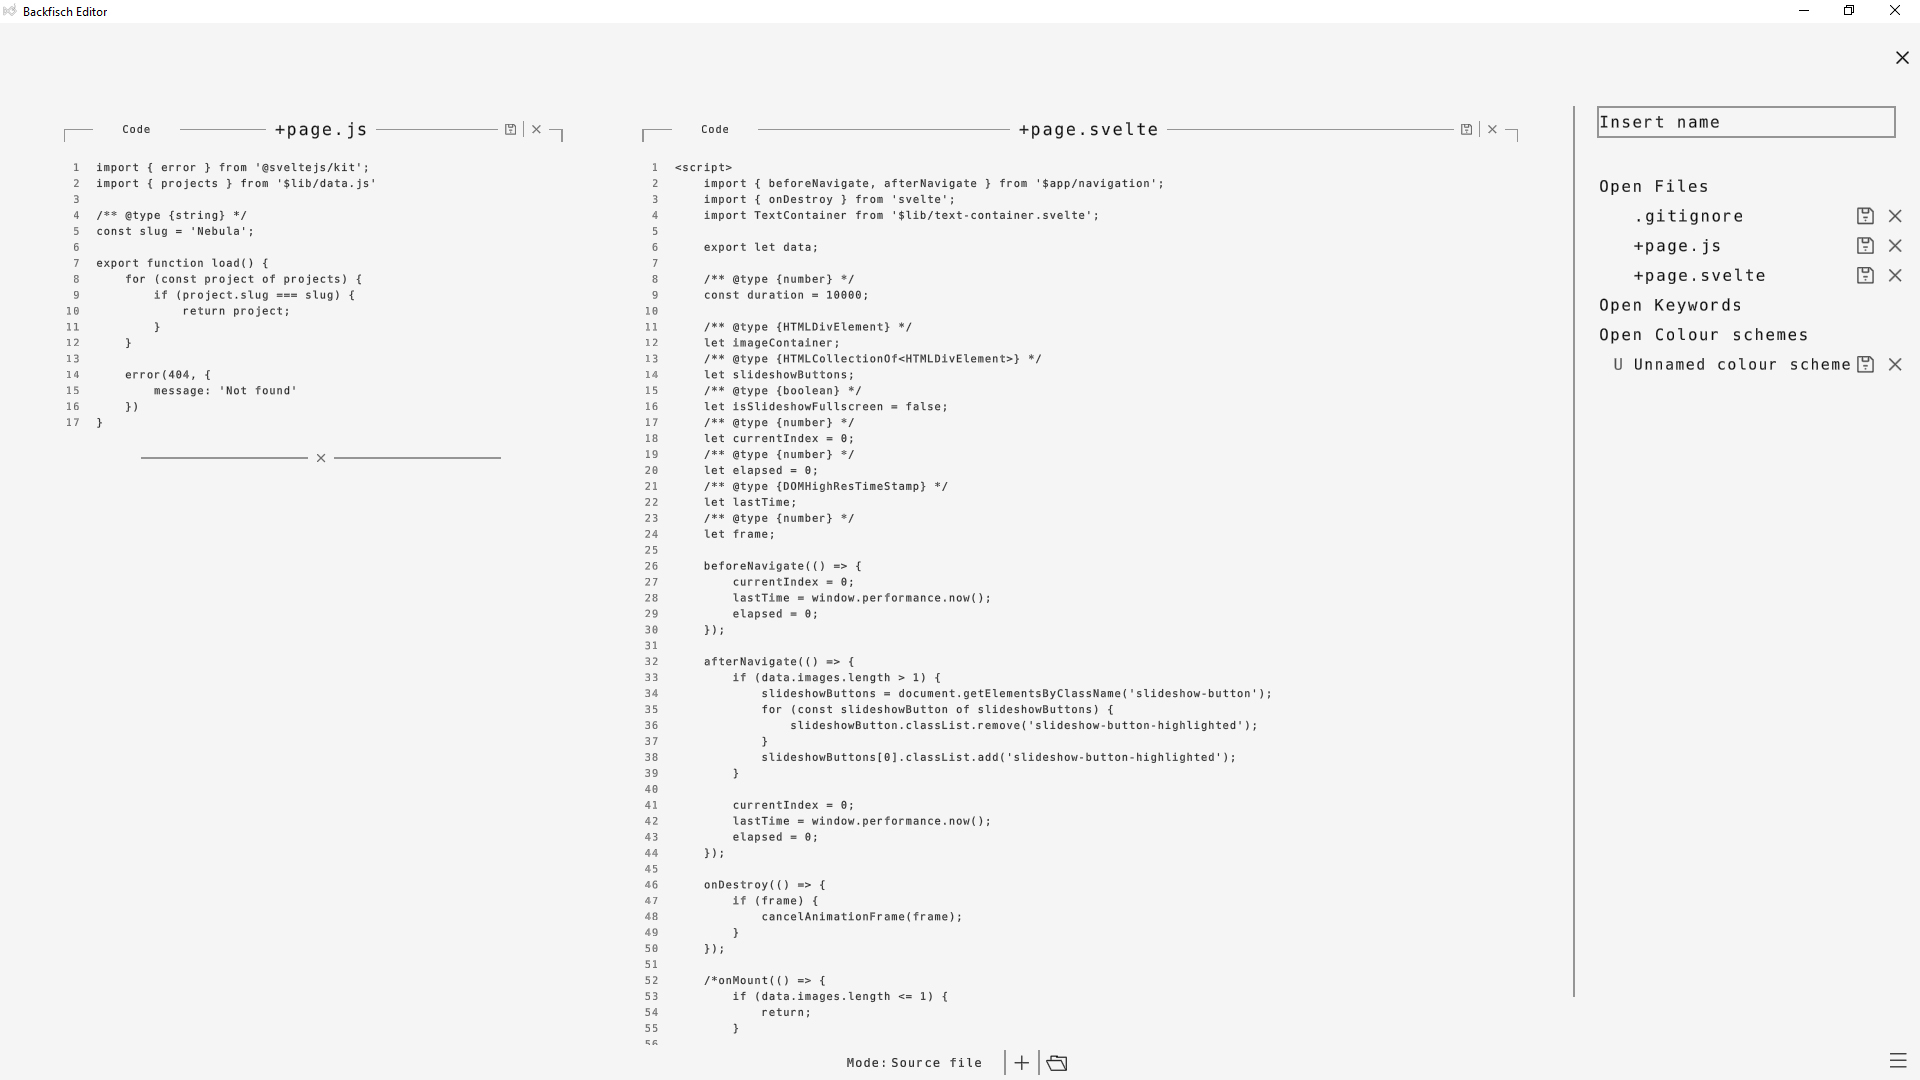 Backfisch Editor
Code +page.js
1 import { error } from '@sveltejs/kit';
2 import { projects } from '$lib/data.js'
3
4 /** @type {string} */
5 const slug = 'Nebula';
6
7 export function load() {
8     for (const project of projects) {
9         if (project.slug === slug) {
10             return project;
11         }
12     }
13
14     error(404, {
15         message: 'Not found'
16     })
17 }
Code +page.svelte
1 <script>
2     import { beforeNavigate, afterNavigate } from '$app/navigation';
3     import { onDestroy } from 'svelte';
4     import TextContainer from '$lib/text-container.svelte';
5
6     export let data;
7
8     /** @type {number} */
9     const duration = 10000;
10
11     /** @type {HTMLDivElement} */
12     let imageContainer;
13     /** @type {HTMLCollectionOf<HTMLDivElement>} */
14     let slideshowButtons;
15     /** @type {boolean} */
16     let isSlideshowFullscreen = false;
17     /** @type {number} */
18     let currentIndex = 0;
19     /** @type {number} */
20     let elapsed = 0;
21     /** @type {DOMHighResTimeStamp} */
22     let lastTime;
23     /** @type {number} */
24     let frame;
25
26     beforeNavigate(() => {
27         currentIndex = 0;
28         lastTime = window.performance.now();
29         elapsed = 0;
30     });
31
32     afterNavigate(() => {
33         if (data.images.length > 1) {
34             slideshowButtons = document.getElementsByClassName('slideshow-button');
35             for (const slideshowButton of slideshowButtons) {
36                 slideshowButton.classList.remove('slideshow-button-highlighted');
37             }
38             slideshowButtons[0].classList.add('slideshow-button-highlighted');
39         }
40
41         currentIndex = 0;
42         lastTime = window.performance.now();
43         elapsed = 0;
44     });
45
46     onDestroy(() => {
47         if (frame) {
48             cancelAnimationFrame(frame);
49         }
50     });
51
52     /*onMount(() => {
53         if (data.images.length <= 1) {
54             return;
55         }
56
Insert name
Open Files
.gitignore
+page.js
+page.svelte
Open Keywords
Open Colour schemes
U Unnamed colour scheme
Mode: Source file